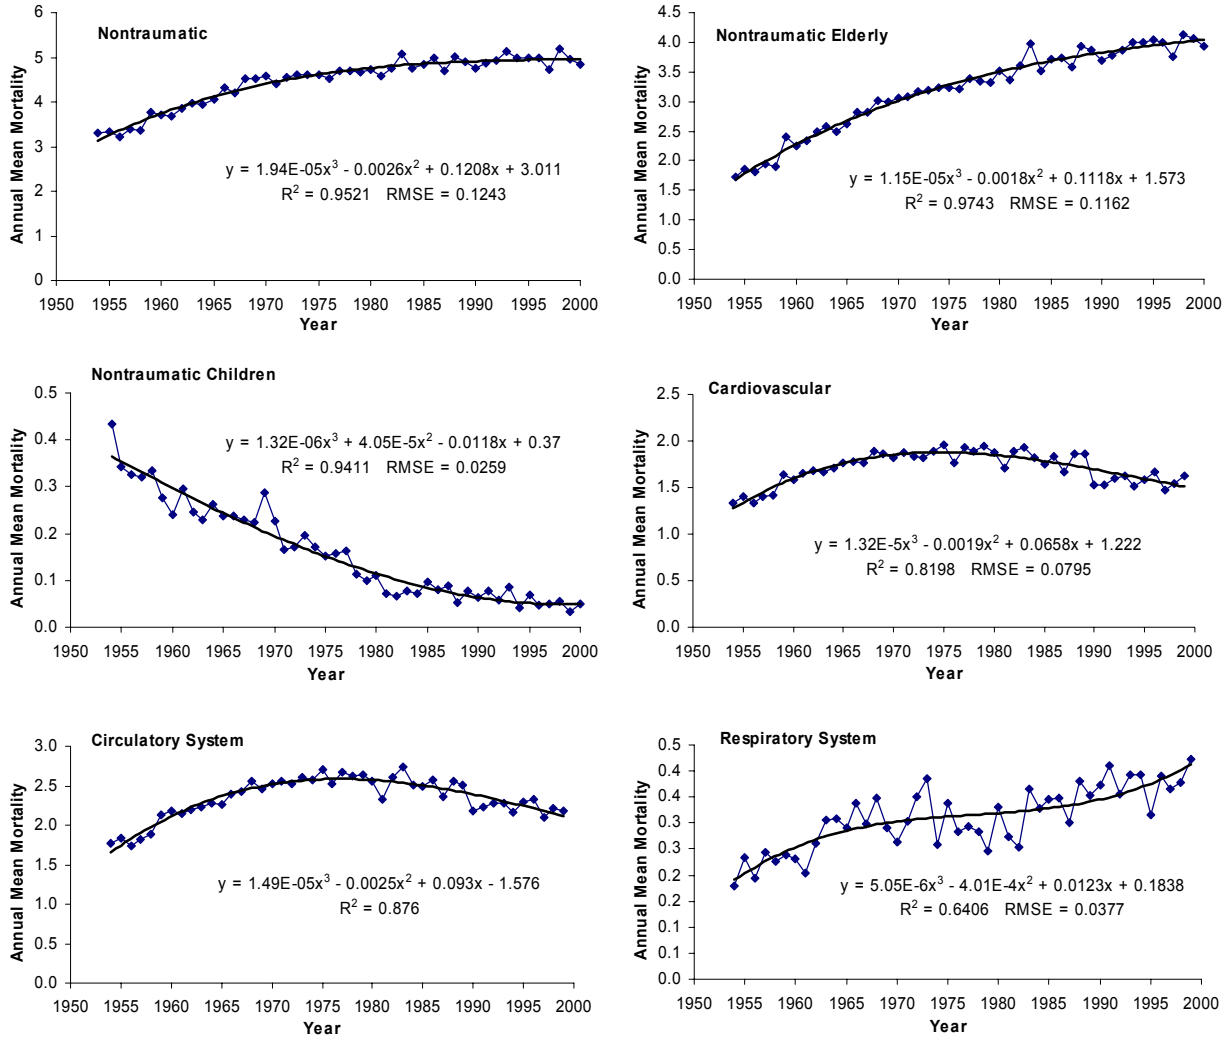 Nontraumatic
Annual Mean Mortality
6
5
4
3
2
1
0
y = 1.94E-05x³ - 0.0026x² + 0.1208x + 3.011
R² = 0.9521 RMSE = 0.1243
1950 1955 1960 1965 1970 1975 1980 1985 1990 1995 2000
Year
Nontraumatic Elderly
Annual Mean Mortality
4.5
4.0
3.5
3.0
2.5
2.0
1.5
1.0
0.5
0.0
y = 1.15E-05x³ - 0.0018x² + 0.1118x + 1.573
R² = 0.9743 RMSE = 0.1162
1950 1955 1960 1965 1970 1975 1980 1985 1990 1995 2000
Year
Nontraumatic Children
Annual Mean Mortality
0.5
0.4
0.3
0.2
0.1
0.0
y = 1.32E-06x³ + 4.05E-5x² - 0.0118x + 0.37
R² = 0.9411 RMSE = 0.0259
1950 1955 1960 1965 1970 1975 1980 1985 1990 1995 2000
Year
Cardiovascular
Annual Mean Mortality
2.5
2.0
1.5
1.0
0.5
0.0
y = 1.32E-5x³ - 0.0019x² + 0.0658x + 1.222
R² = 0.8198 RMSE = 0.0795
1950 1955 1960 1965 1970 1975 1980 1985 1990 1995 2000
Year
Circulatory System
Annual Mean Mortality
3.0
2.5
2.0
1.5
1.0
0.5
0.0
y = 1.49E-05x³ - 0.0025x² + 0.093x - 1.576
R² = 0.876
1950 1955 1960 1965 1970 1975 1980 1985 1990 1995 2000
Year
Respiratory System
Annual Mean Mortality
0.5
0.4
0.4
0.3
0.3
0.2
0.2
0.1
0.1
0.0
y = 5.05E-6x³ - 4.01E-4x² + 0.0123x + 0.1838
R² = 0.6406 RMSE = 0.0377
1950 1955 1960 1965 1970 1975 1980 1985 1990 1995 2000
Year